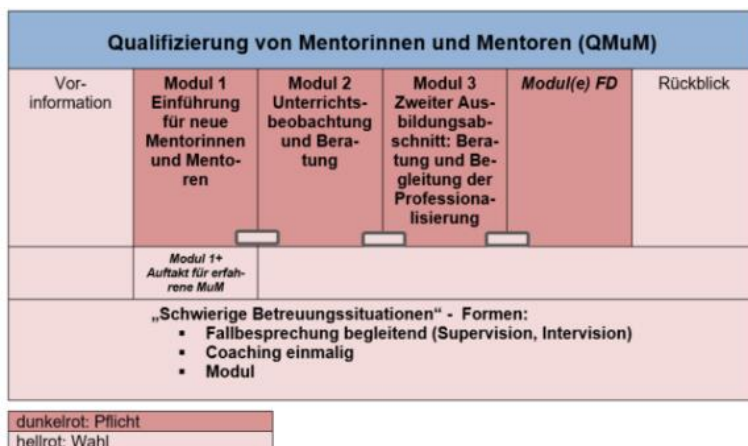 Qualifizierung von Mentorinnen und Mentoren (QMuM)
Vor-
information
Modul 1
Einführung
für neue
Mentorinnen
und Mento-
ren
Modul 2
Unterrichts-
beobachtung
und Bera-
tung
Modul 3
Zweiter Aus-
bildungsab-
schnitt: Bera-
tung und Be-
gleitung der
Professiona-
lisierung
Modul(e) FD
Rückblick
Modul 1+
Auftakt für erfah-
rene MuM
„Schwierige Betreuungssituationen“ - Formen:
▪ Fallbesprechung begleitend (Supervision, Intervision)
▪ Coaching einmalig
▪ Modul
dunkelrot: Pflicht
hellrot: Wahl